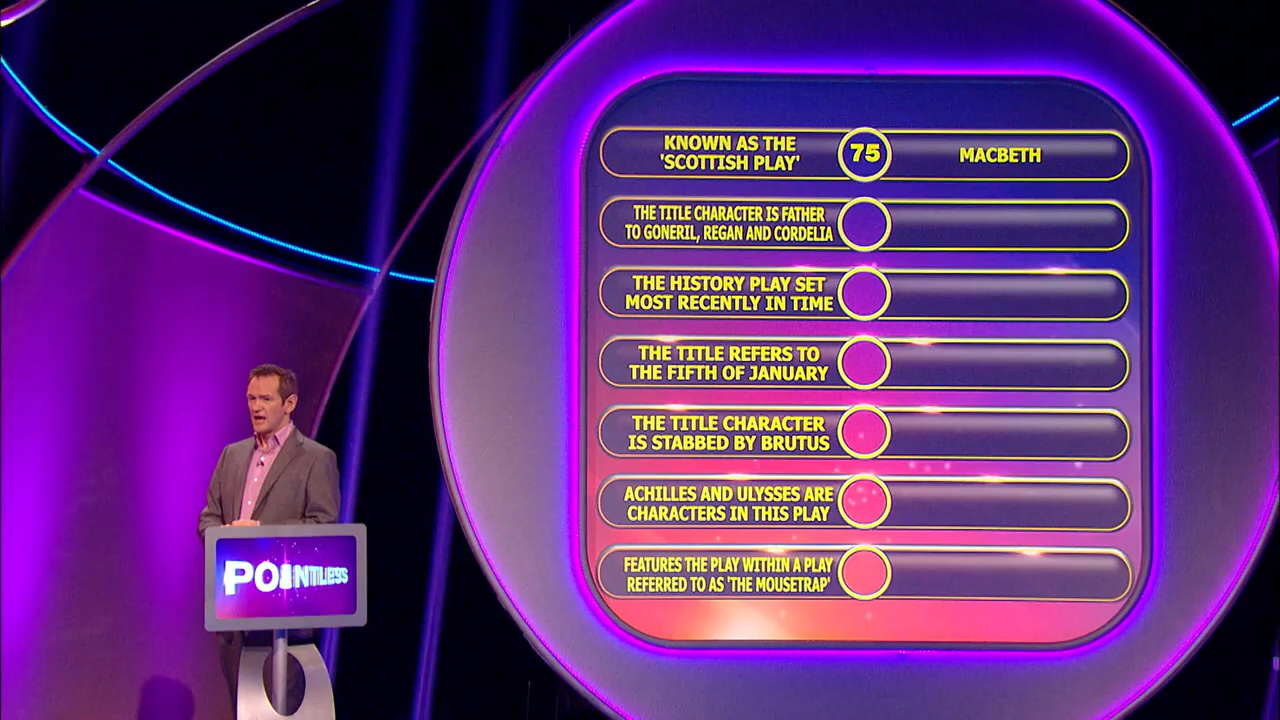 KNOWN AS THE
'SCOTTISH PLAY'
75
MACBETH
THE TITLE CHARACTER IS FATHER
TO GONERIL, REGAN AND CORDELIA
THE HISTORY PLAY SET
MOST RECENTLY IN TIME
THE TITLE REFERS TO
THE FIFTH OF JANUARY
THE TITLE CHARACTER
IS STABBED BY BRUTUS
ACHILLES AND ULYSSES ARE
CHARACTERS IN THIS PLAY
FEATURES THE PLAY WITHIN A PLAY
REFERRED TO AS 'THE MOUSETRAP'
POINTLESS